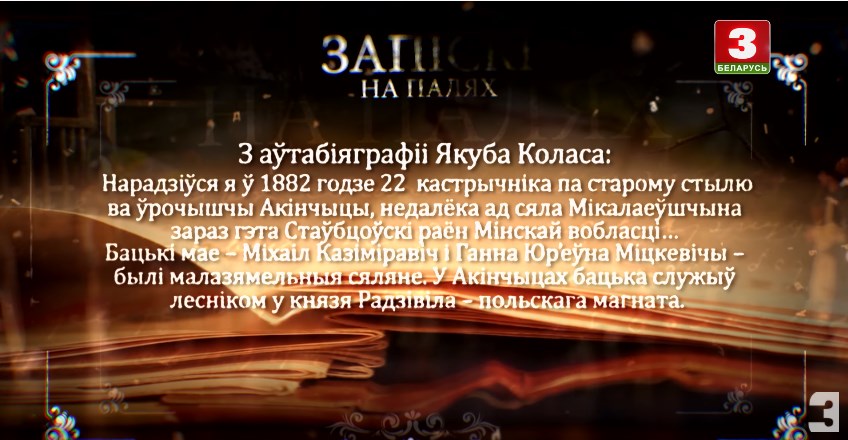 ЗАПІСКІ
НА ПАЛЯХ
3
БЕЛАРУСЬ
З аўтабіяграфіі Якуба Коласа:
Нарадзіўся я ў 1882 годзе 22 кастрычніка па старому стылю
ва ўрочышчы Акінчыцы, недалёка ад сяла Мікалаеўшчына
зараз гэта Стаўбцоўскі раён Мінскай вобласці...
Бацькі мае – Міхаіл Казіміравіч і Ганна Юр'еўна Міцкевічы –
былі малазямельныя сяляне. У Акінчыцах бацька служыў
лесніком у князя Радзівіла – польскага магната.
3